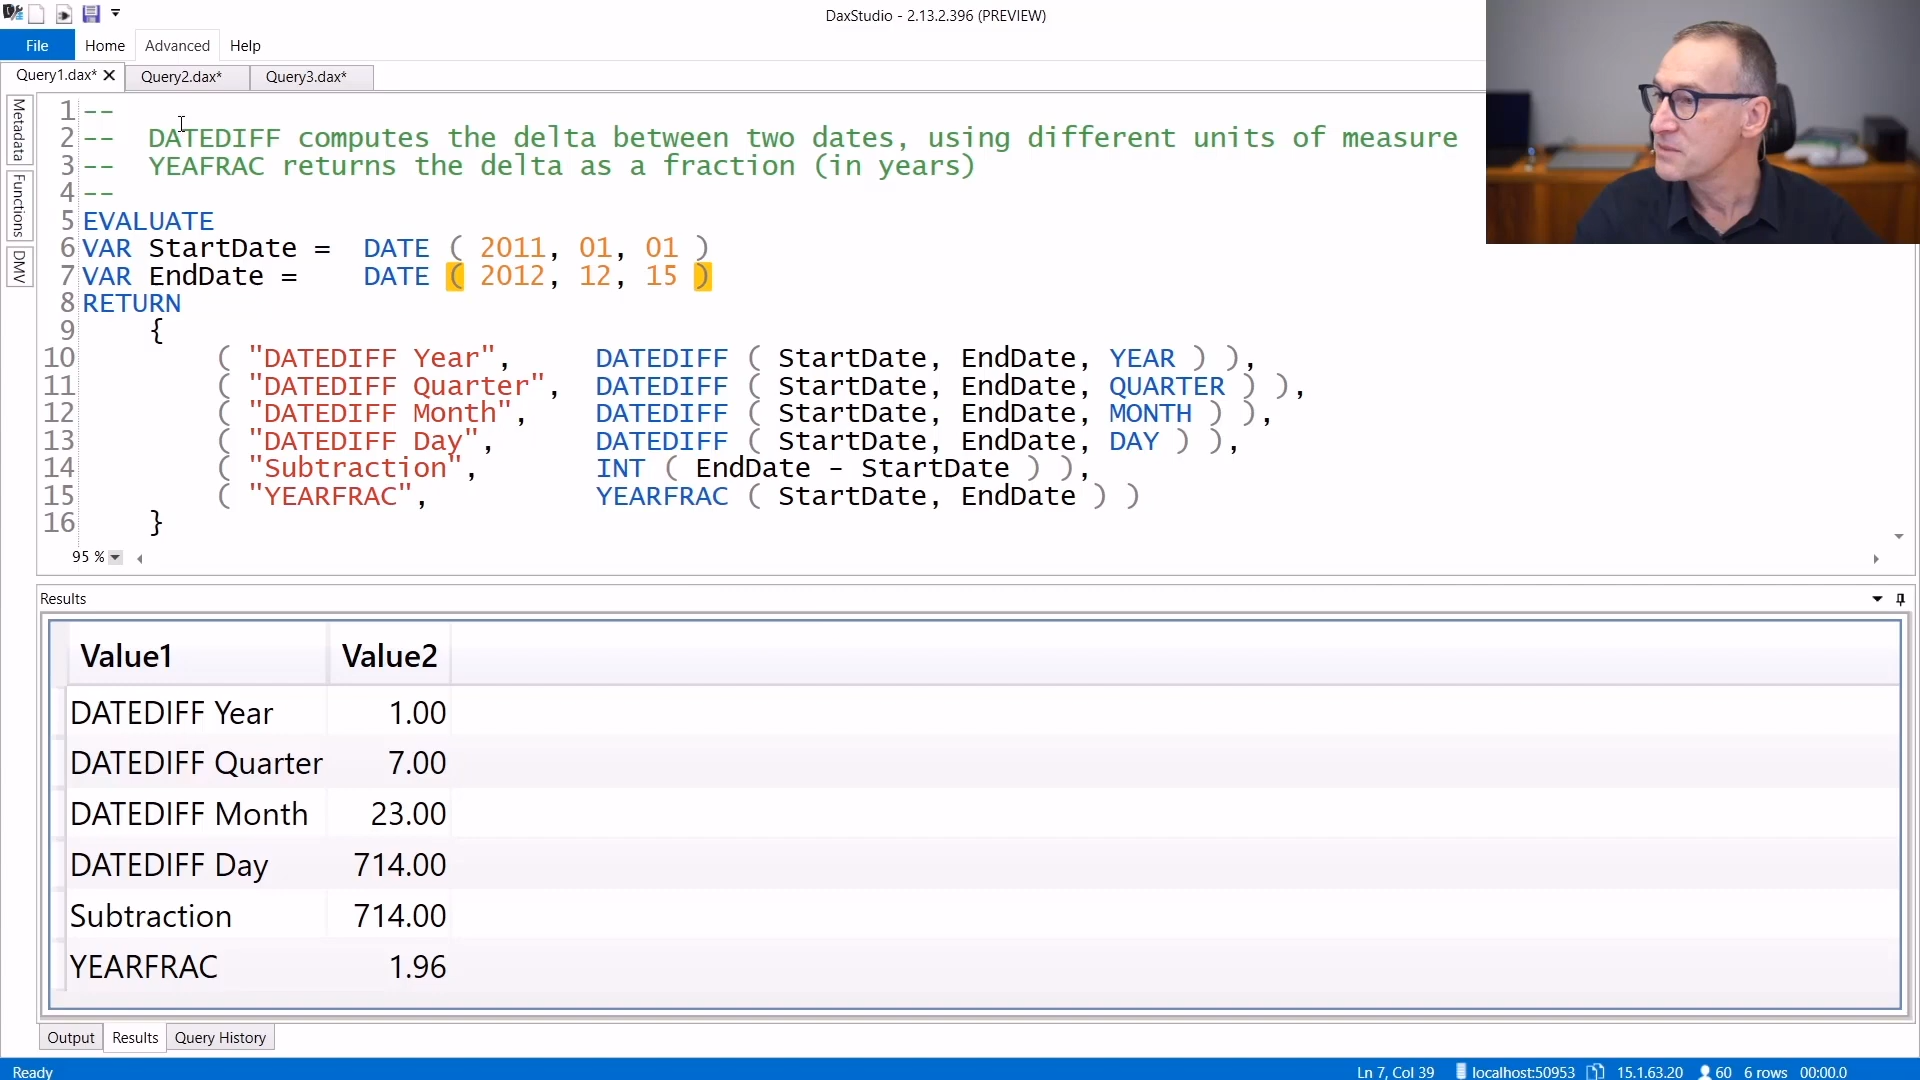 DaxStudio - 2.13.2.396 (PREVIEW)
File Home Advanced Help
Query1.dax* Query2.dax* Query3.dax*
Metadata
Functions
DMV
1 --
2 -- DATEDIFF computes the delta between two dates, using different units of measure
3 -- YEAFRAC returns the delta as a fraction (in years)
4 --
5 EVALUATE
6 VAR StartDate = DATE ( 2011, 01, 01 )
7 VAR EndDate = DATE ( 2012, 12, 15 )
8 RETURN
9 {
10 ( "DATEDIFF Year", DATEDIFF ( StartDate, EndDate, YEAR ) ),
11 ( "DATEDIFF Quarter", DATEDIFF ( StartDate, EndDate, QUARTER ) ),
12 ( "DATEDIFF Month", DATEDIFF ( StartDate, EndDate, MONTH ) ),
13 ( "DATEDIFF Day", DATEDIFF ( StartDate, EndDate, DAY ) ),
14 ( "Subtraction", INT ( EndDate - StartDate ) ),
15 ( "YEARFRAC", YEARFRAC ( StartDate, EndDate ) )
16 }
95 %
Results
Value1 Value2
DATEDIFF Year 1.00
DATEDIFF Quarter 7.00
DATEDIFF Month 23.00
DATEDIFF Day 714.00
Subtraction 714.00
YEARFRAC 1.96
Output Results Query History
Ready Ln 7, Col 39 localhost:50953 15.1.63.20 60 6 rows 00:00.0